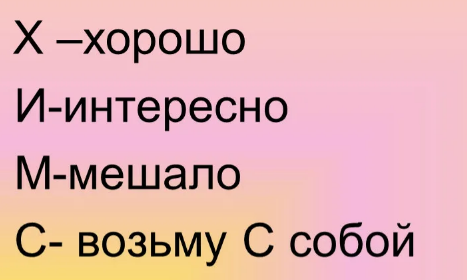 Х –хорошо
И-интересно
М-мешало
С- возьму С собой